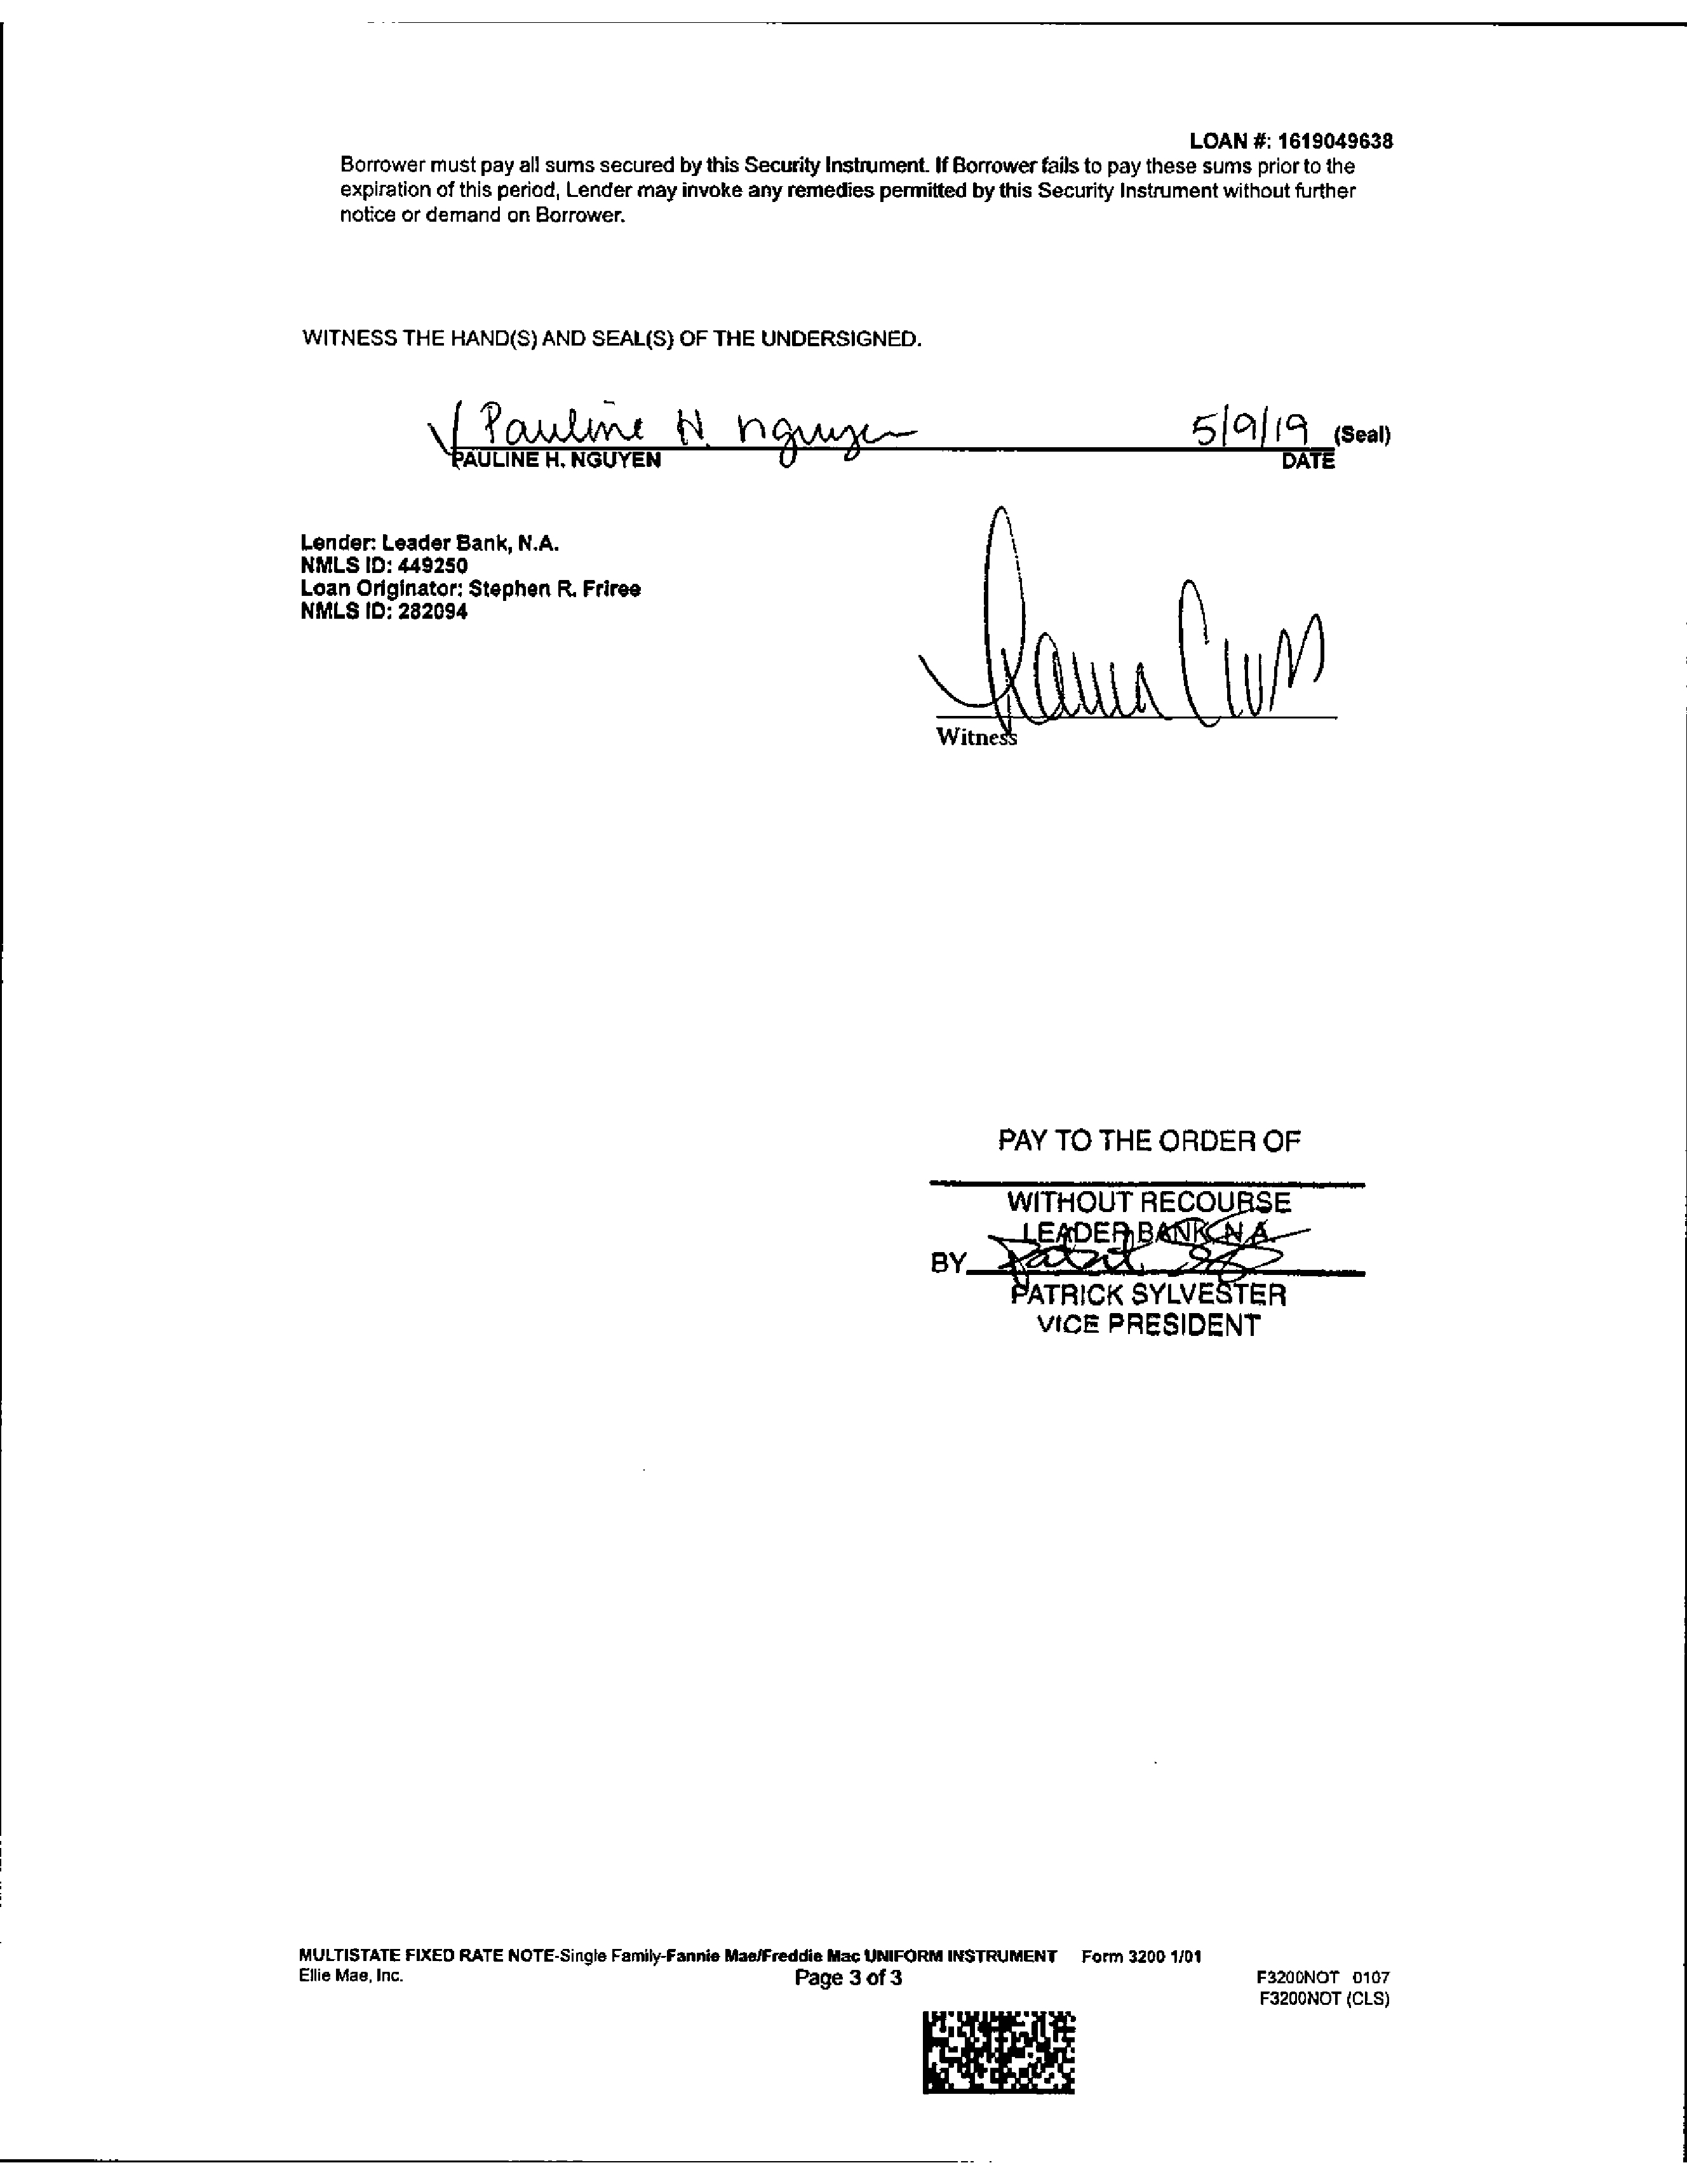 LOAN #: 1619049638
Borrower must pay all sums secured by this Security Instrument. If Borrower fails to pay these sums prior to the
expiration of this period, Lender may invoke any remedies permitted by this Security Instrument without further
notice or demand on Borrower.
WITNESS THE HAND(S) AND SEAL(S) OF THE UNDERSIGNED.
Pauline H. nguyen 5/9/19 (Seal)
PAULINE H. NGUYEN DATE
Lender: Leader Bank, N.A.
NMLS ID: 449250
Loan Originator: Stephen R. Friree
NMLS ID: 282094
Witness
PAY TO THE ORDER OF
WITHOUT RECOURSE
LEADER BANK, N.A.
BY
PATRICK SYLVESTER
VICE PRESIDENT
MULTISTATE FIXED RATE NOTE-Single Family-Fannie Mae/Freddie Mac UNIFORM INSTRUMENT Form 3200 1/01
Ellie Mae, Inc. Page 3 of 3 F3200NOT 0107
F3200NOT (CLS)